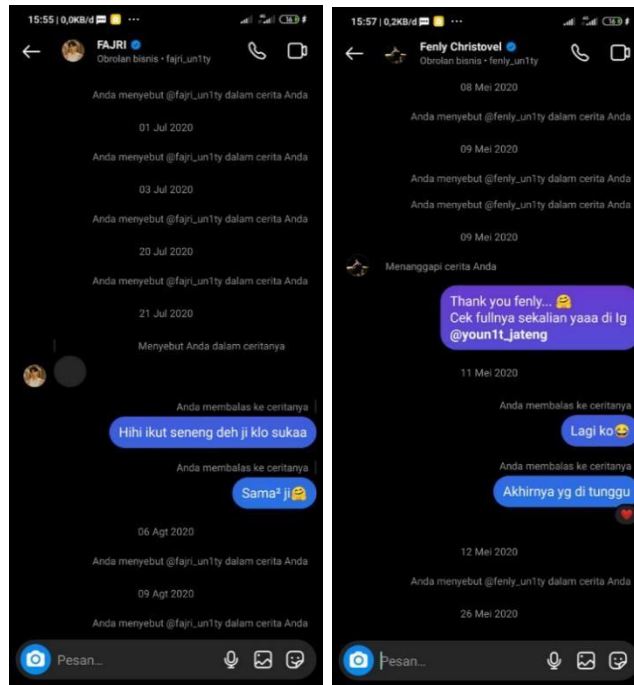 15:55 | 0,0KB/d
FAJRI
Obrolan bisnis • fajri_un1ty
Anda menyebut @fajri_un1ty dalam cerita Anda
01 Jul 2020
Anda menyebut @fajri_un1ty dalam cerita Anda
03 Jul 2020
Anda menyebut @fajri_un1ty dalam cerita Anda
20 Jul 2020
Anda menyebut @fajri_un1ty dalam cerita Anda
21 Jul 2020
Menyebut Anda dalam ceritanya
Anda membalas ke ceritanya
Hihi ikut seneng deh ji klo sukaa
Anda membalas ke ceritanya
Sama² ji🤗
06 Agt 2020
Anda menyebut @fajri_un1ty dalam cerita Anda
09 Agt 2020
Anda menyebut @fajri_un1ty dalam cerita Anda
Pesan...
15:57 | 0,2KB/d
Fenly Christovel
Obrolan bisnis • fenly_un1ty
08 Mei 2020
Anda menyebut @fenly_un1ty dalam cerita Anda
09 Mei 2020
Anda menyebut @fenly_un1ty dalam cerita Anda
Anda menyebut @fenly_un1ty dalam cerita Anda
09 Mei 2020
Menanggapi cerita Anda
Thank you fenly... 🤗
Cek fullnya sekalian yaaa di Ig
@youn1t_jateng
11 Mei 2020
Anda membalas ke ceritanya
Lagi ko😂
Anda membalas ke ceritanya
Akhirnya yg di tunggu
❤️
12 Mei 2020
Anda menyebut @fenly_un1ty dalam cerita Anda
26 Mei 2020
Pesan...